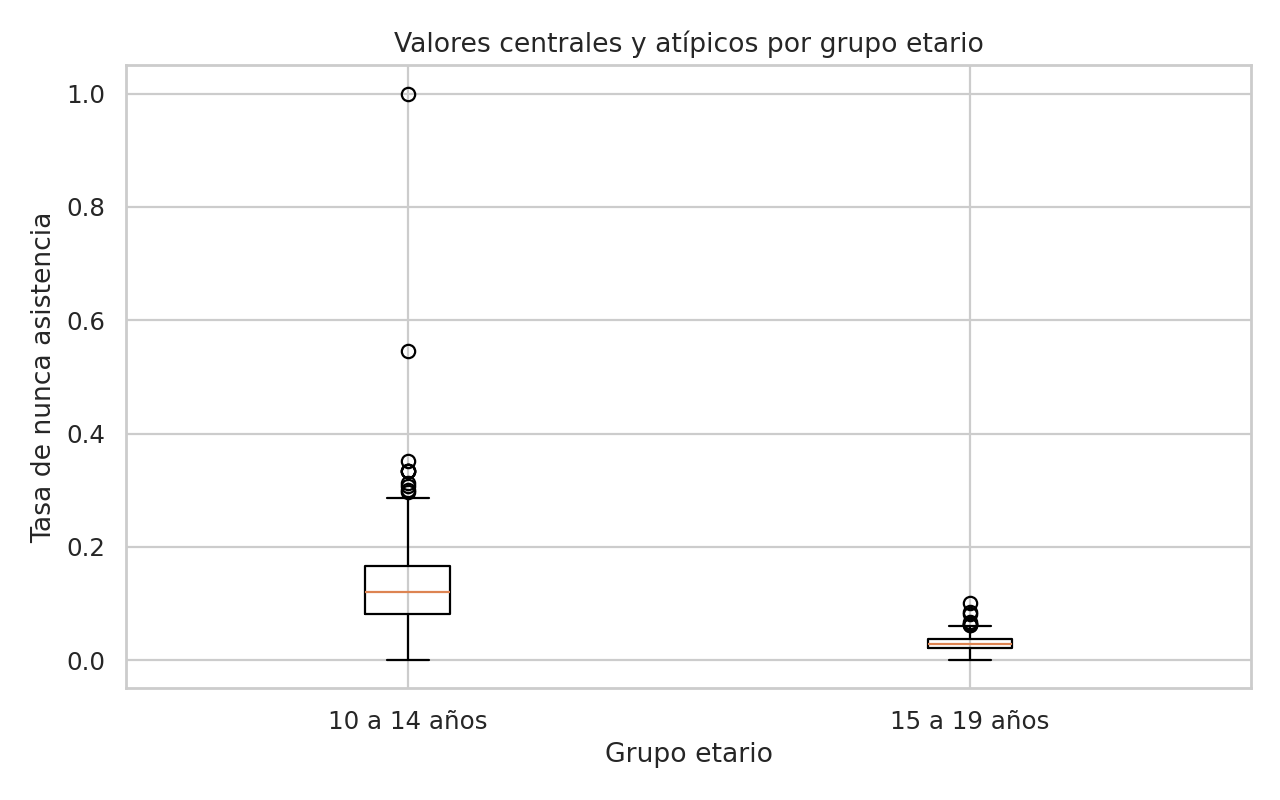 Valores centrales y atípicos por grupo etario
Tasa de nunca asistencia
1.0
0.8
0.6
0.4
0.2
0.0
10 a 14 años
15 a 19 años
Grupo etario